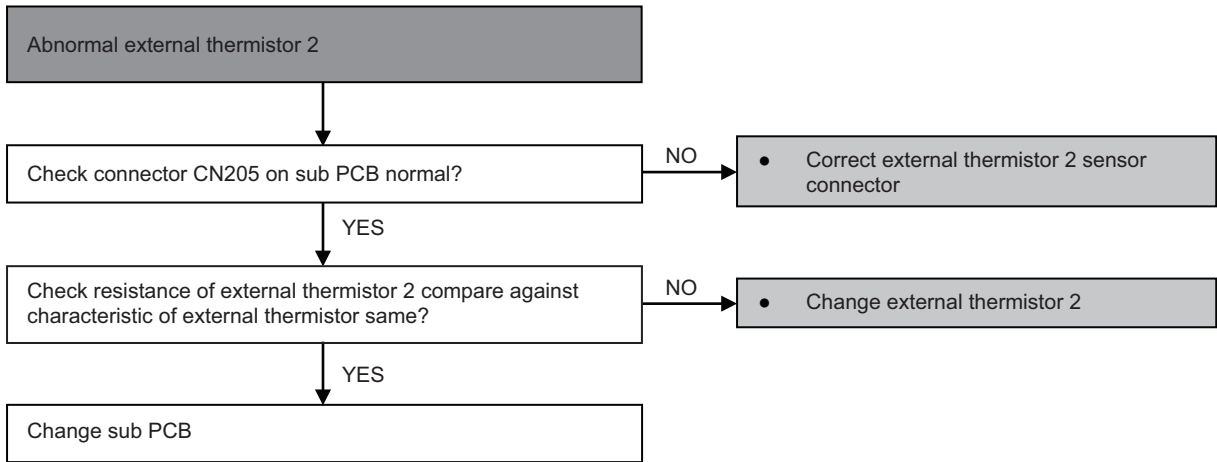 Abnormal external thermistor 2
Check connector CN205 on sub PCB normal?
NO
● Correct external thermistor 2 sensor
connector
YES
Check resistance of external thermistor 2 compare against
characteristic of external thermistor same?
NO
● Change external thermistor 2
YES
Change sub PCB